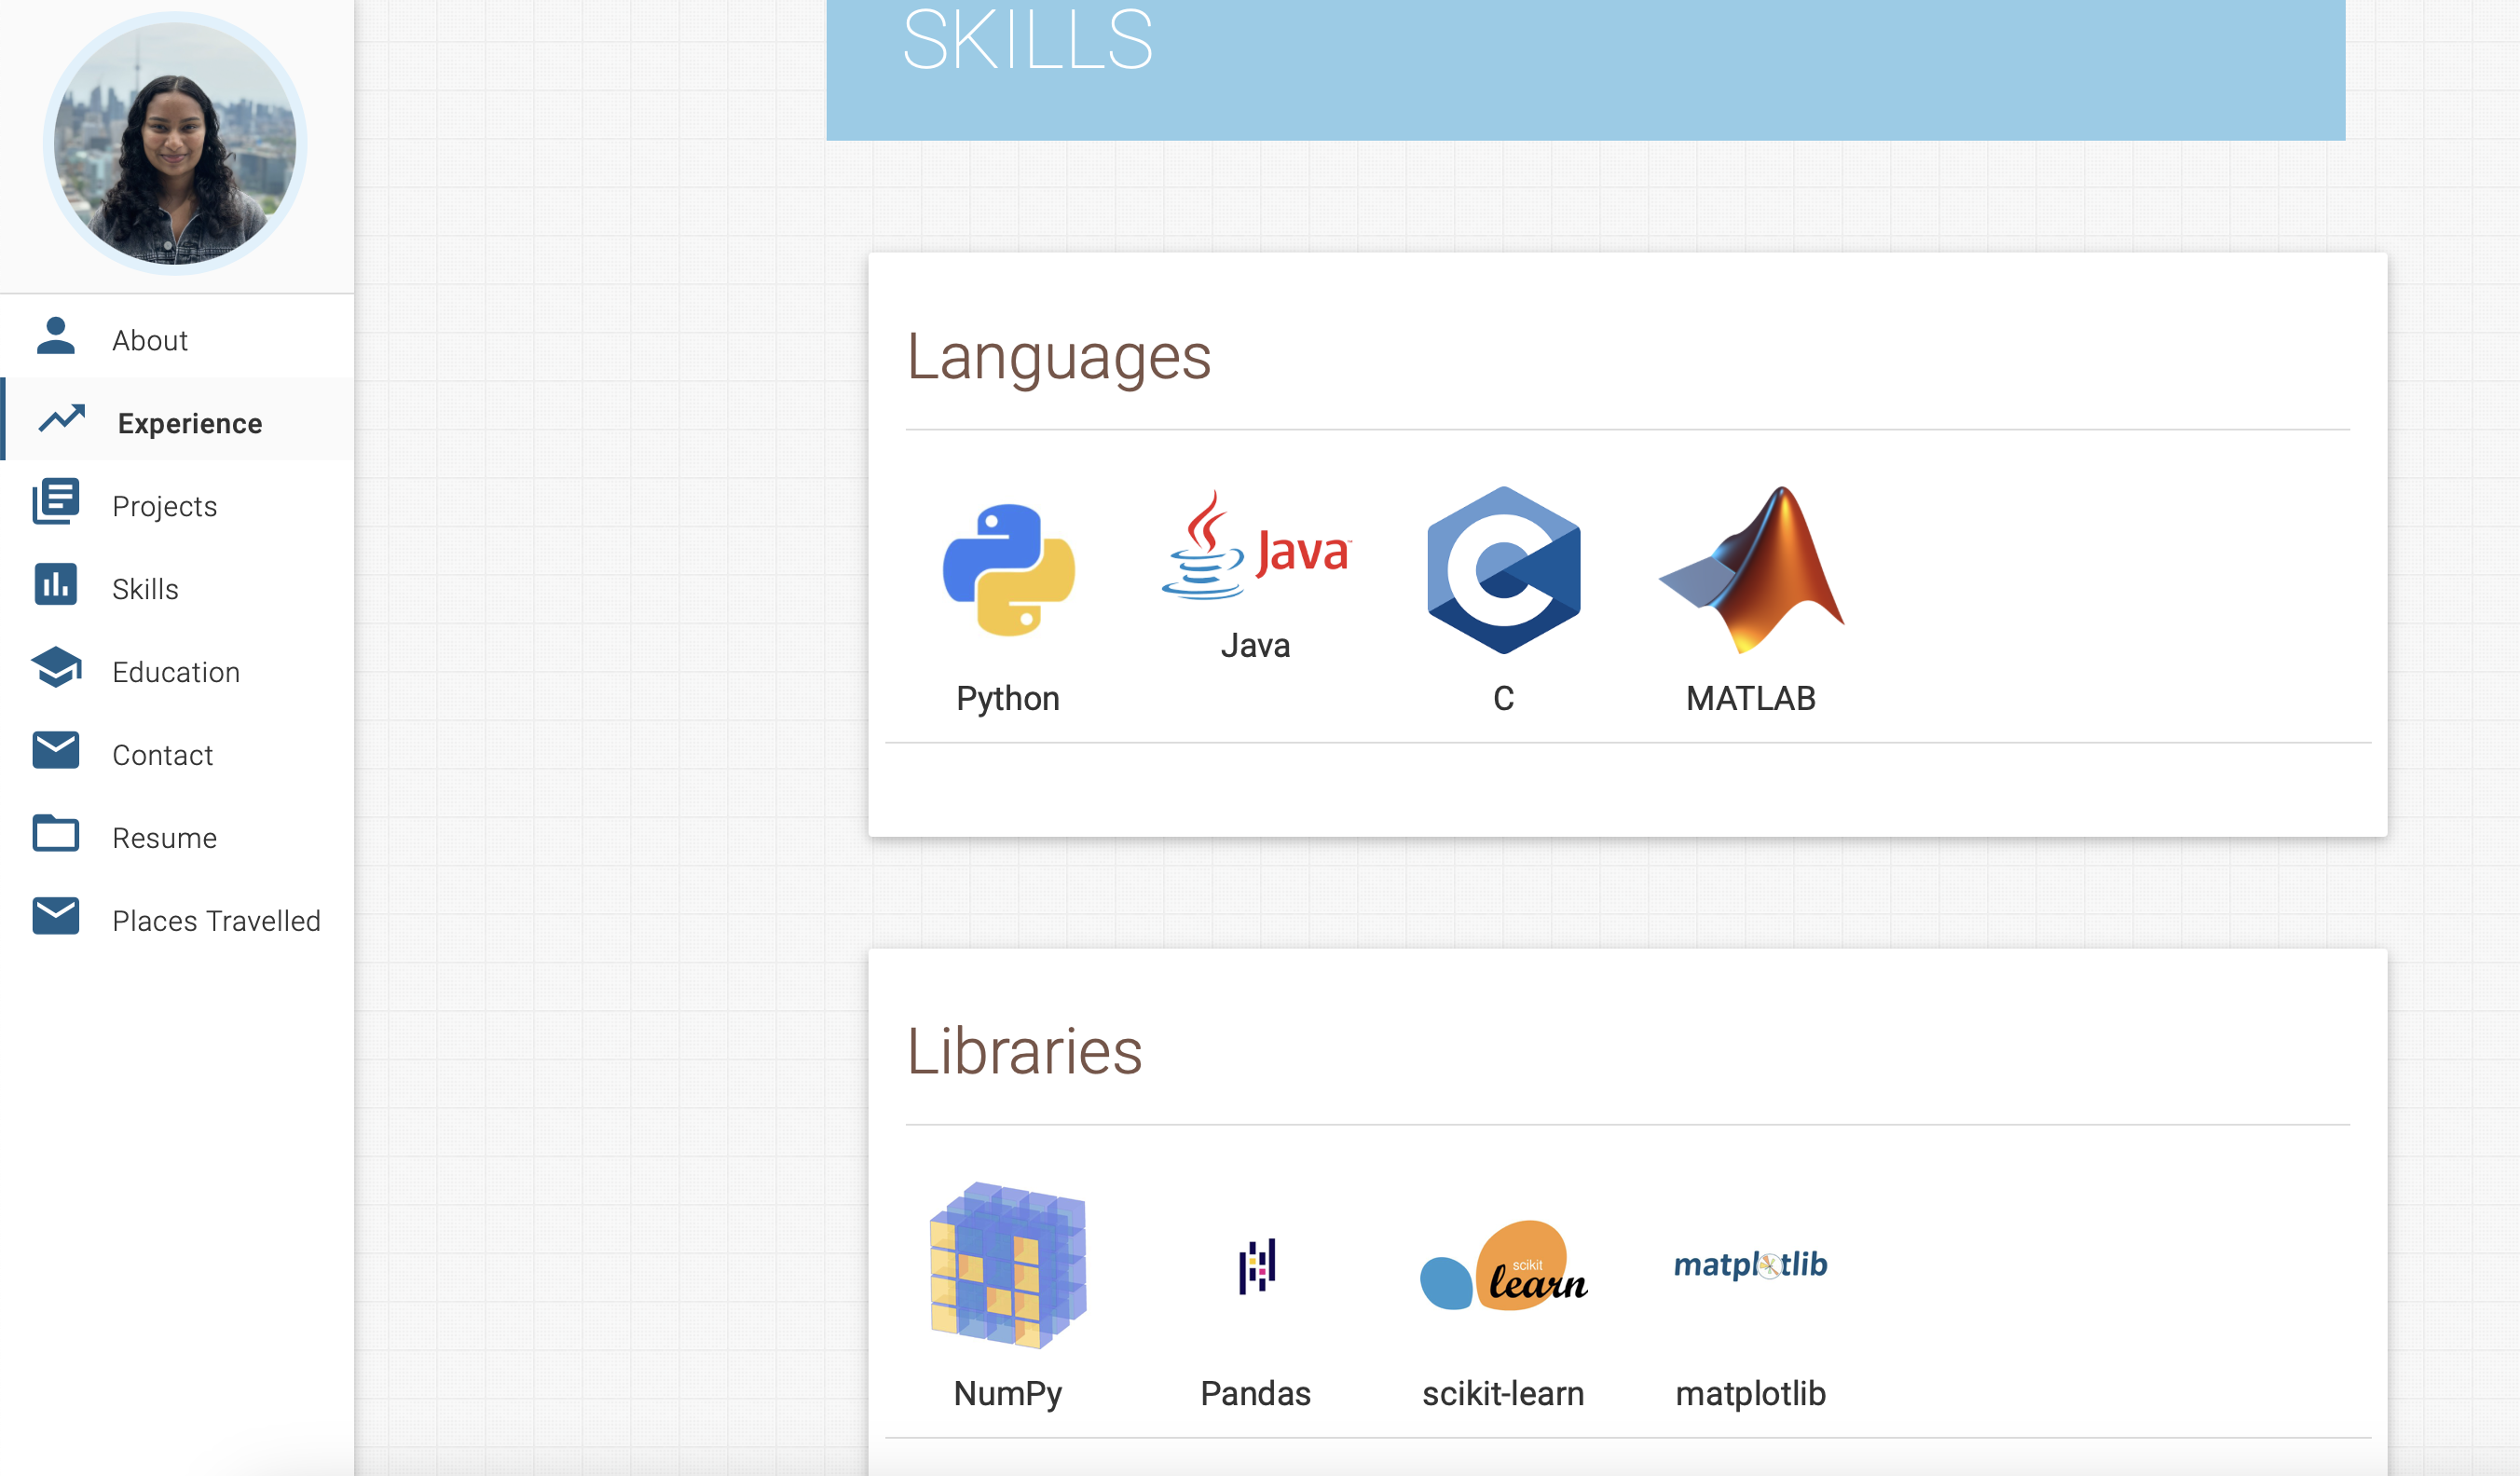 SKILLS
About
Experience
Projects
Skills
Education
Contact
Resume
Places Travelled
Languages
Java™
Java
Python
C
MATLAB
Libraries
scikit
learn
matplotlib
NumPy
Pandas
scikit-learn
matplotlib